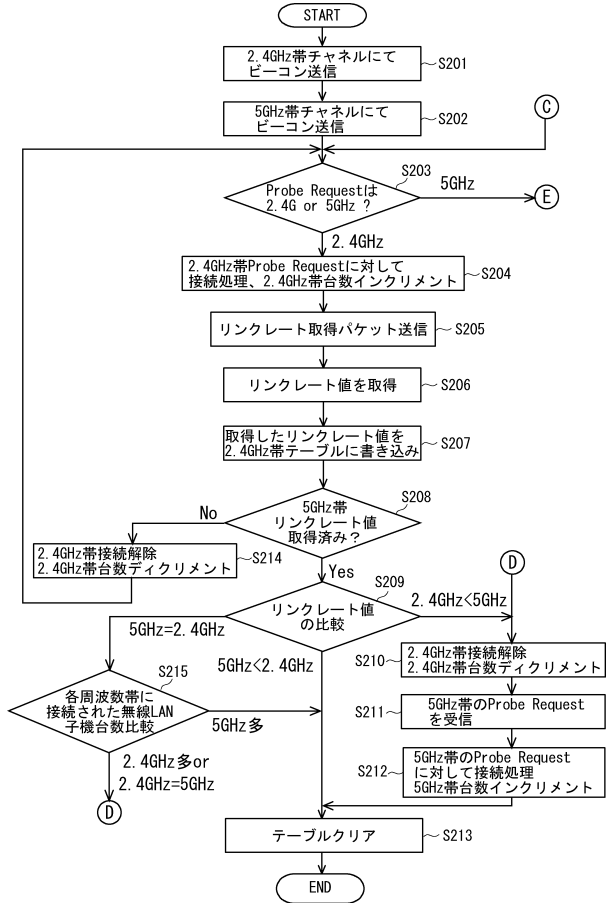 START
2.4GHz帯チャネルにて
ビーコン送信
S201
5GHz帯チャネルにて
ビーコン送信
S202
C
S203
Probe Requestは
2.4G or 5GHz ?
5GHz
E
2.4GHz
2.4GHz帯Probe Requestに対して
接続処理、2.4GHz帯台数インクリメント
S204
リンクレート取得パケット送信
S205
リンクレート値を取得
S206
取得したリンクレート値を
2.4GHz帯テーブルに書き込み
S207
S208
5GHz帯
リンクレート値
取得済み？
No
2.4GHz帯接続解除
2.4GHz帯台数ディクリメント
S214
Yes
D
S209
リンクレート値
の比較
2.4GHz<5GHz
5GHz=2.4GHz
5GHz<2.4GHz
S210
2.4GHz帯接続解除
2.4GHz帯台数ディクリメント
S215
各周波数帯に
接続された無線LAN
子機台数比較
5GHz多
S211
5GHz帯のProbe Request
を受信
2.4GHz多or
2.4GHz=5GHz
D
S212
5GHz帯のProbe Request
に対して接続処理
5GHz帯台数インクリメント
テーブルクリア
S213
END